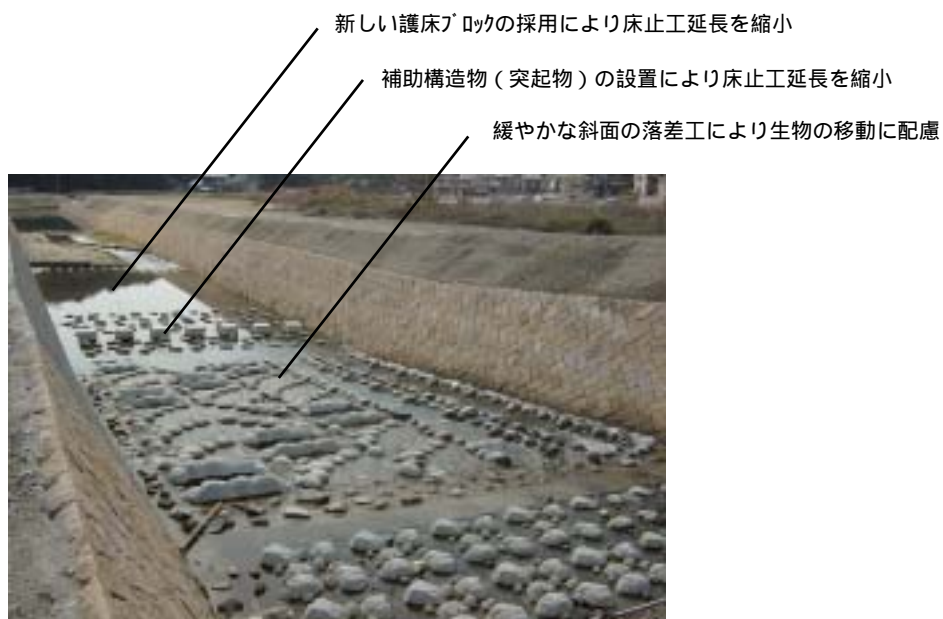 新しい護床ﾌﾞﾛｯｸの採用により床止工延長を縮小
補助構造物（突起物）の設置により床止工延長を縮小
緩やかな斜面の落差工により生物の移動に配慮